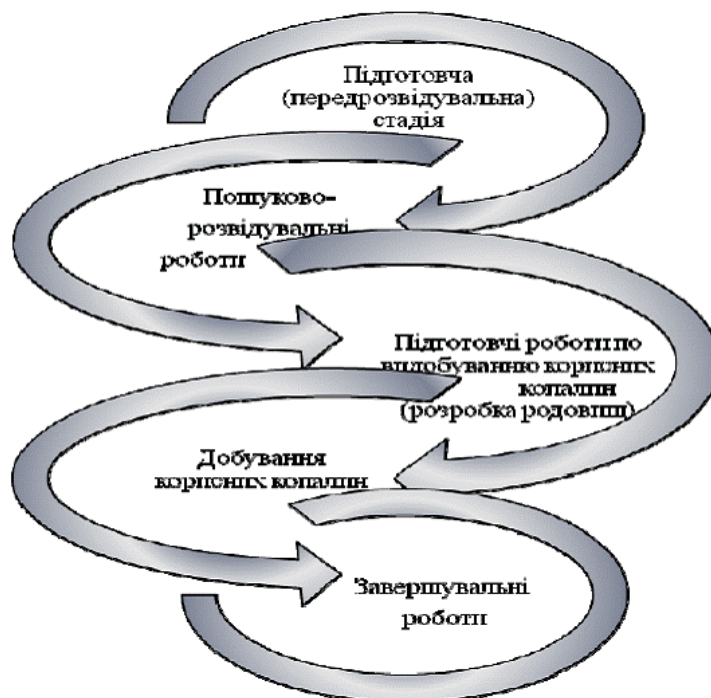 Підготовча
(передрозвідувальна)
стадія
Пошуково-
розвідувальні
роботи
Підготовчі роботи по
видобуванню корисних
копалин
(розробка родовищ)
Добування
корисних копалин
Завершувальні
роботи